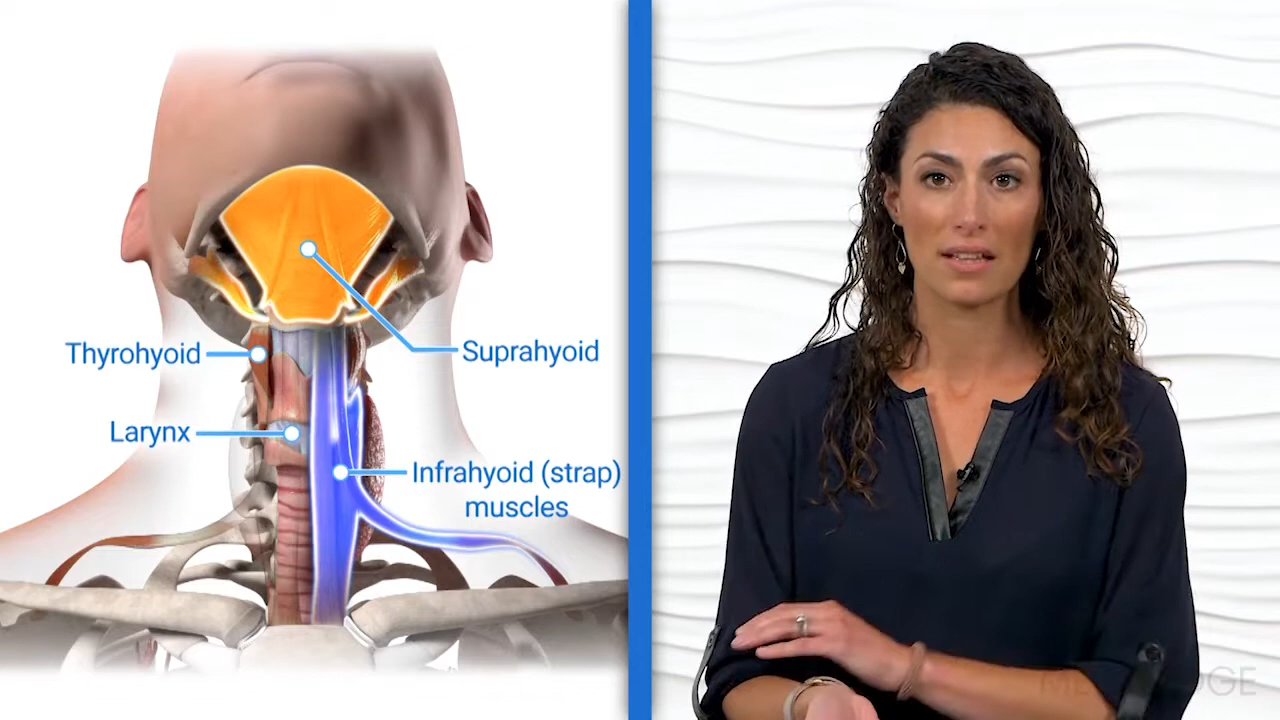 Thyrohyoid
Suprahyoid
Larynx
Infrahyoid (strap)
muscles